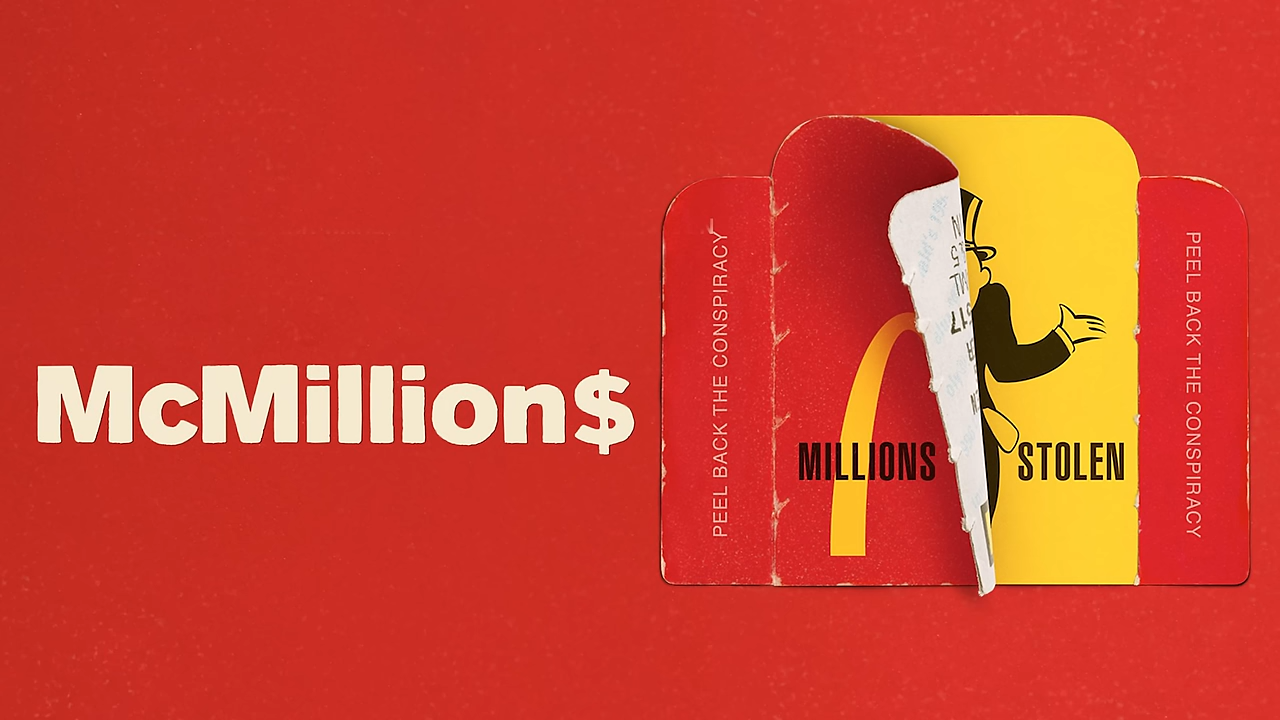 McMillion$
PEEL BACK THE CONSPIRACY
MILLIONS STOLEN
PEEL BACK THE CONSPIRACY